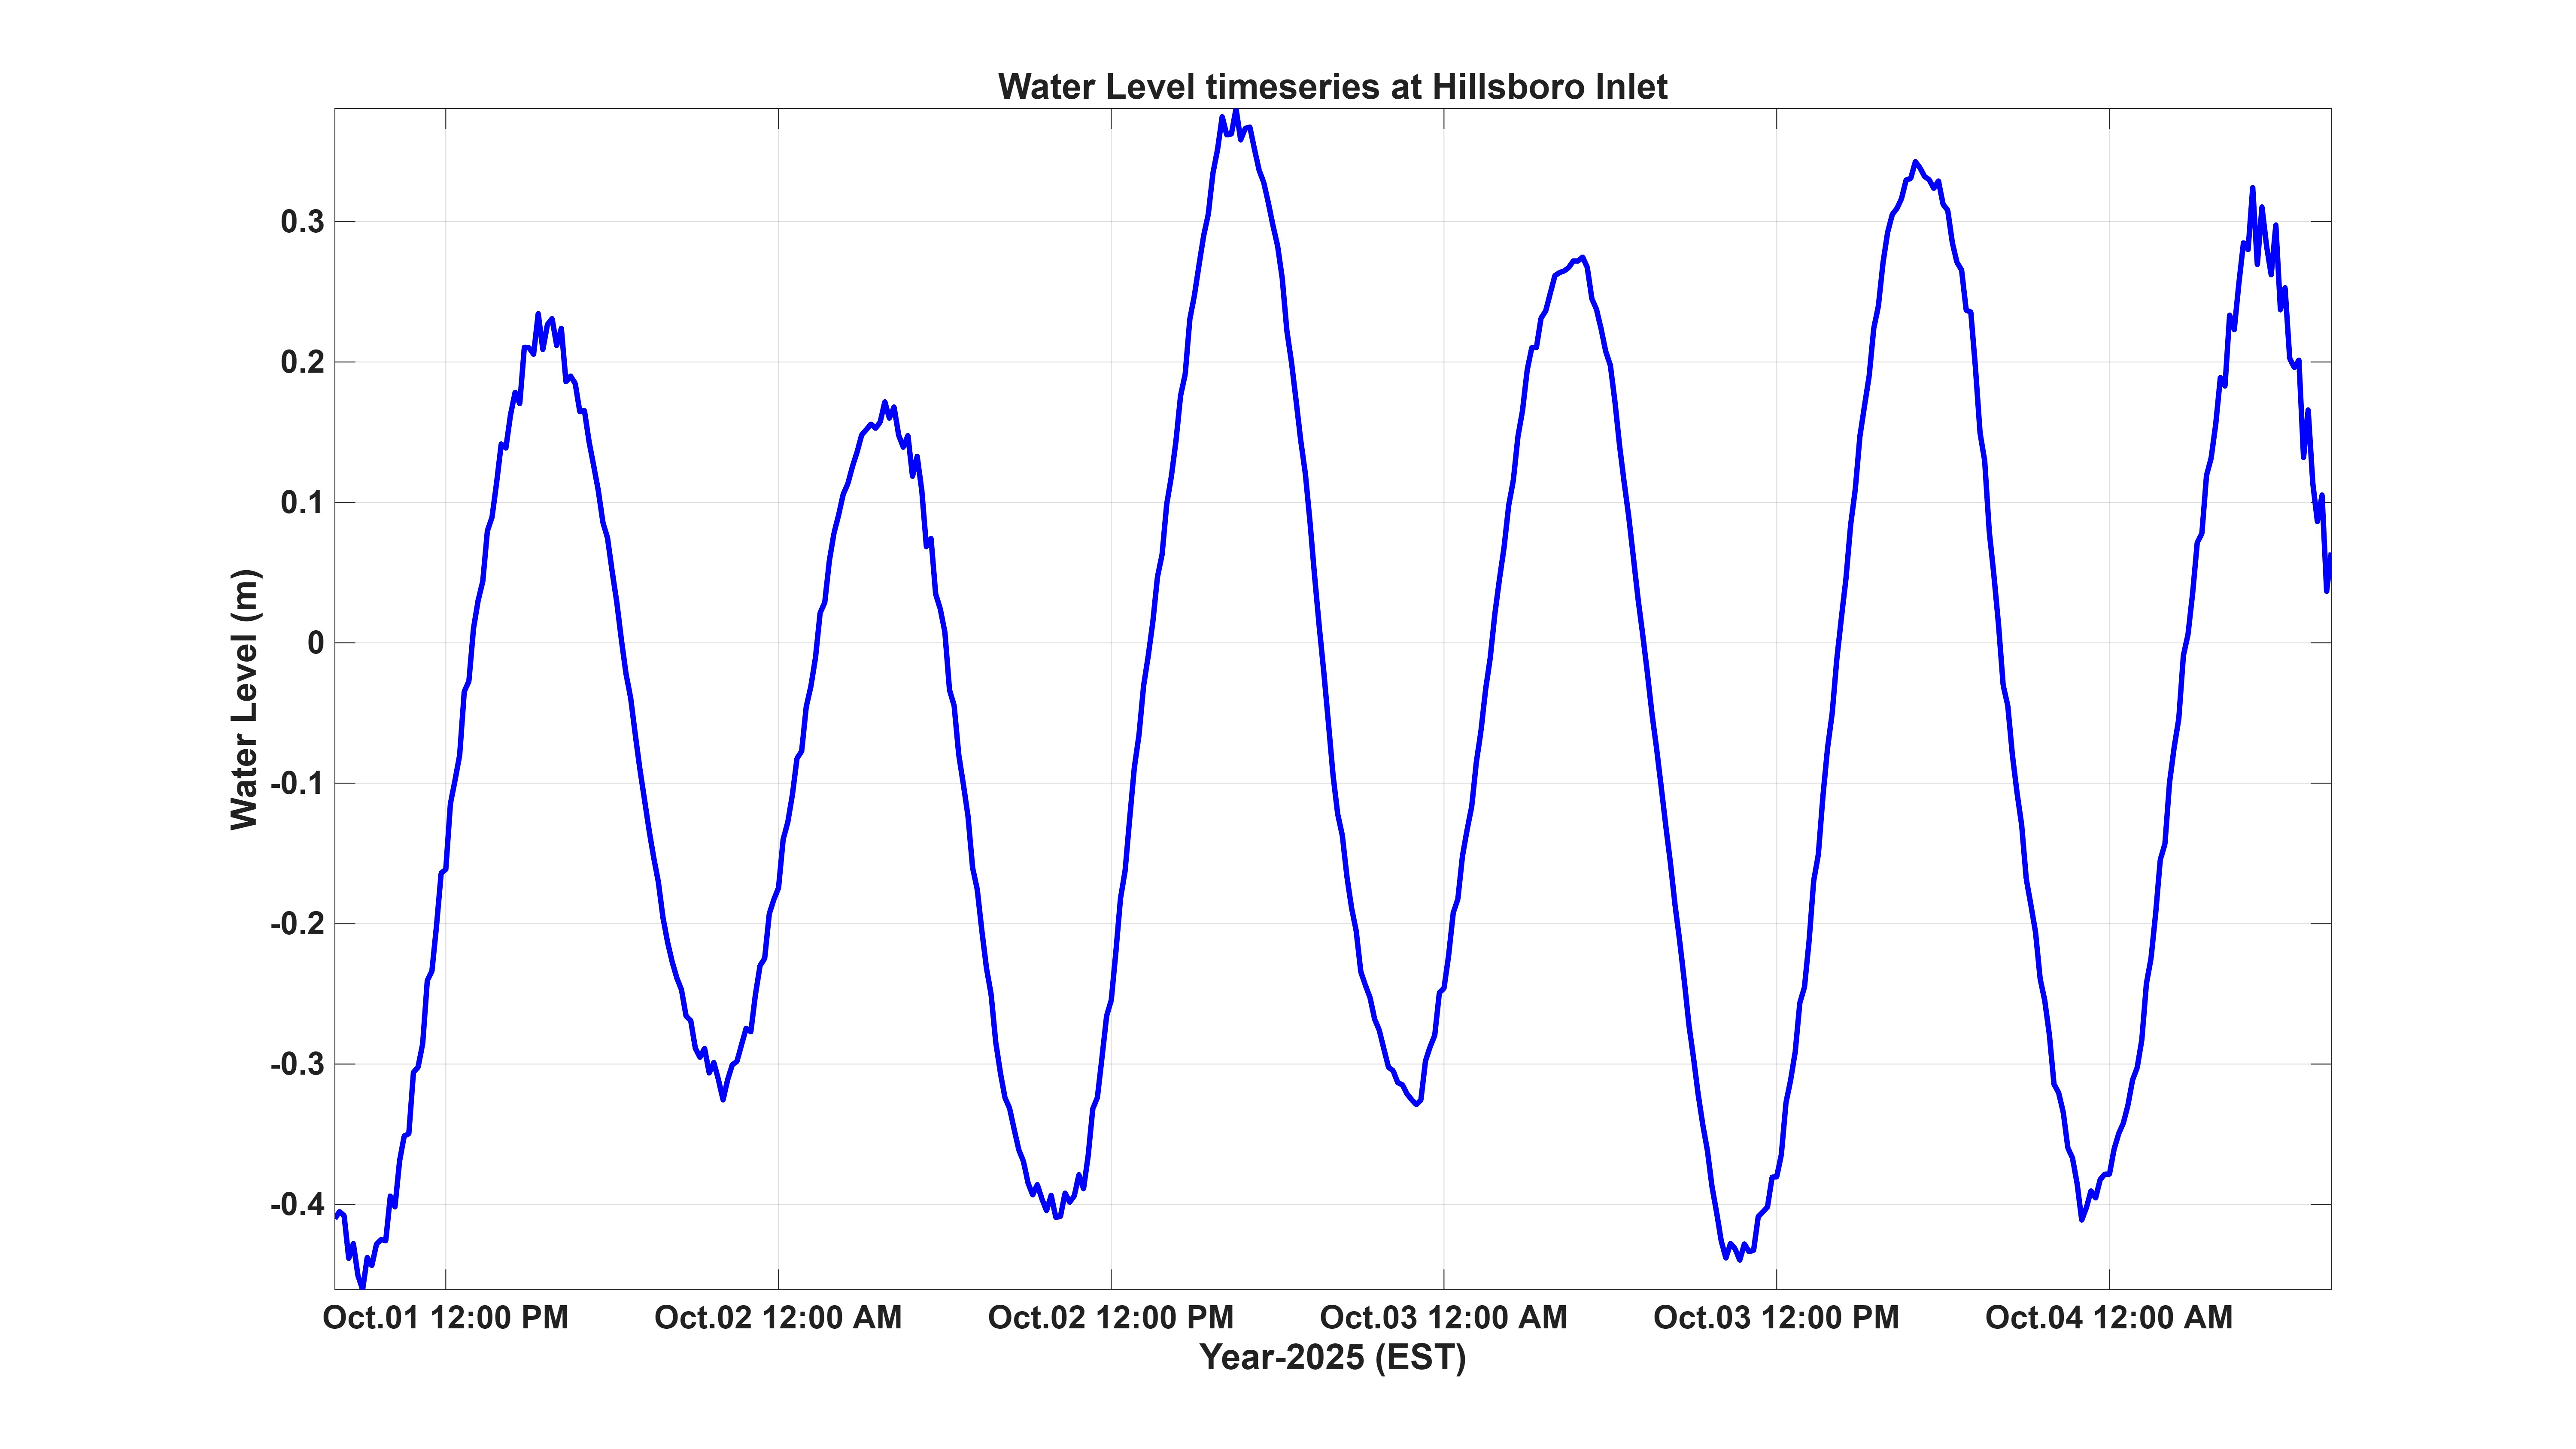 Water Level timeseries at Hillsboro Inlet
0.3
0.2
0.1
0
-0.1
-0.2
-0.3
-0.4
Water Level (m)
Oct.01 12:00 PM
Oct.02 12:00 AM
Oct.02 12:00 PM
Oct.03 12:00 AM
Oct.03 12:00 PM
Oct.04 12:00 AM
Year-2025 (EST)